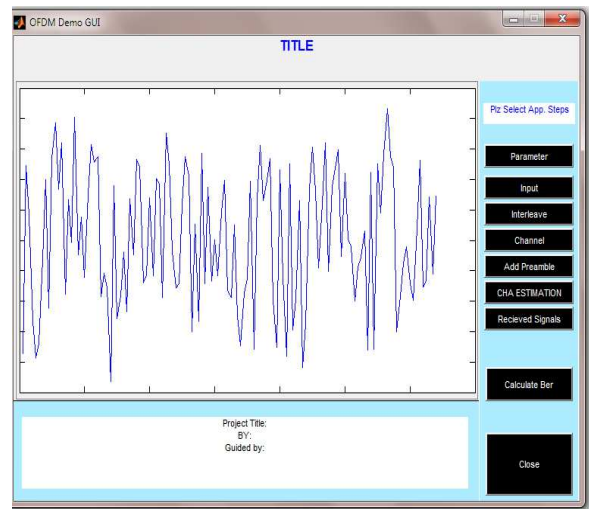 OFDM Demo GUI
TITLE
Plz Select App. Steps
Parameter
Input
Interleave
Channel
Add Preamble
CHA ESTIMATION
Recieved Signals
Calculate Ber
Close
Project Title:
BY:
Guided by: